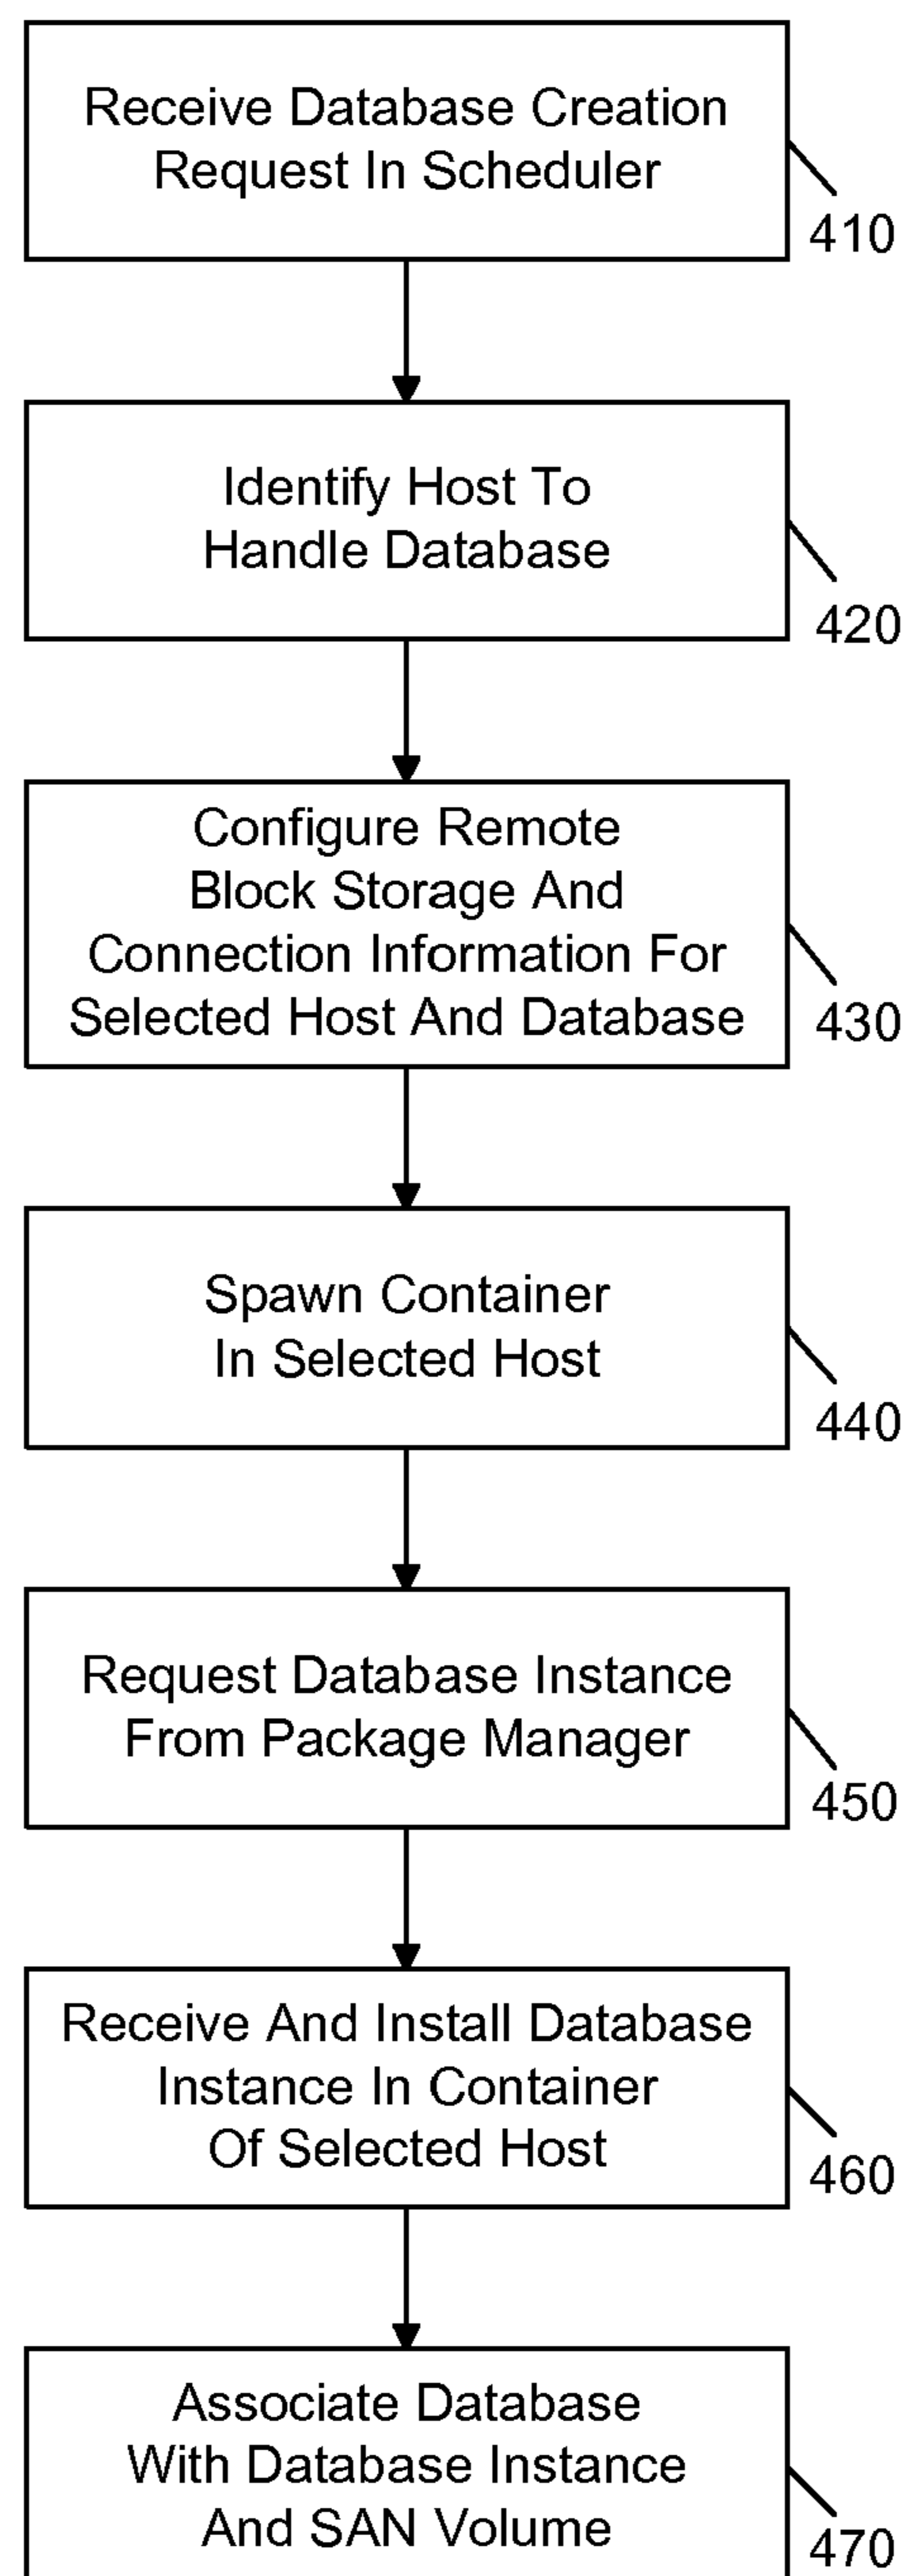 Receive Database Creation
Request In Scheduler
410
Identify Host To
Handle Database
420
Configure Remote
Block Storage And
Connection Information For
Selected Host And Database
430
Spawn Container
In Selected Host
440
Request Database Instance
From Package Manager
450
Receive And Install Database
Instance In Container
Of Selected Host
460
Associate Database
With Database Instance
And SAN Volume
470